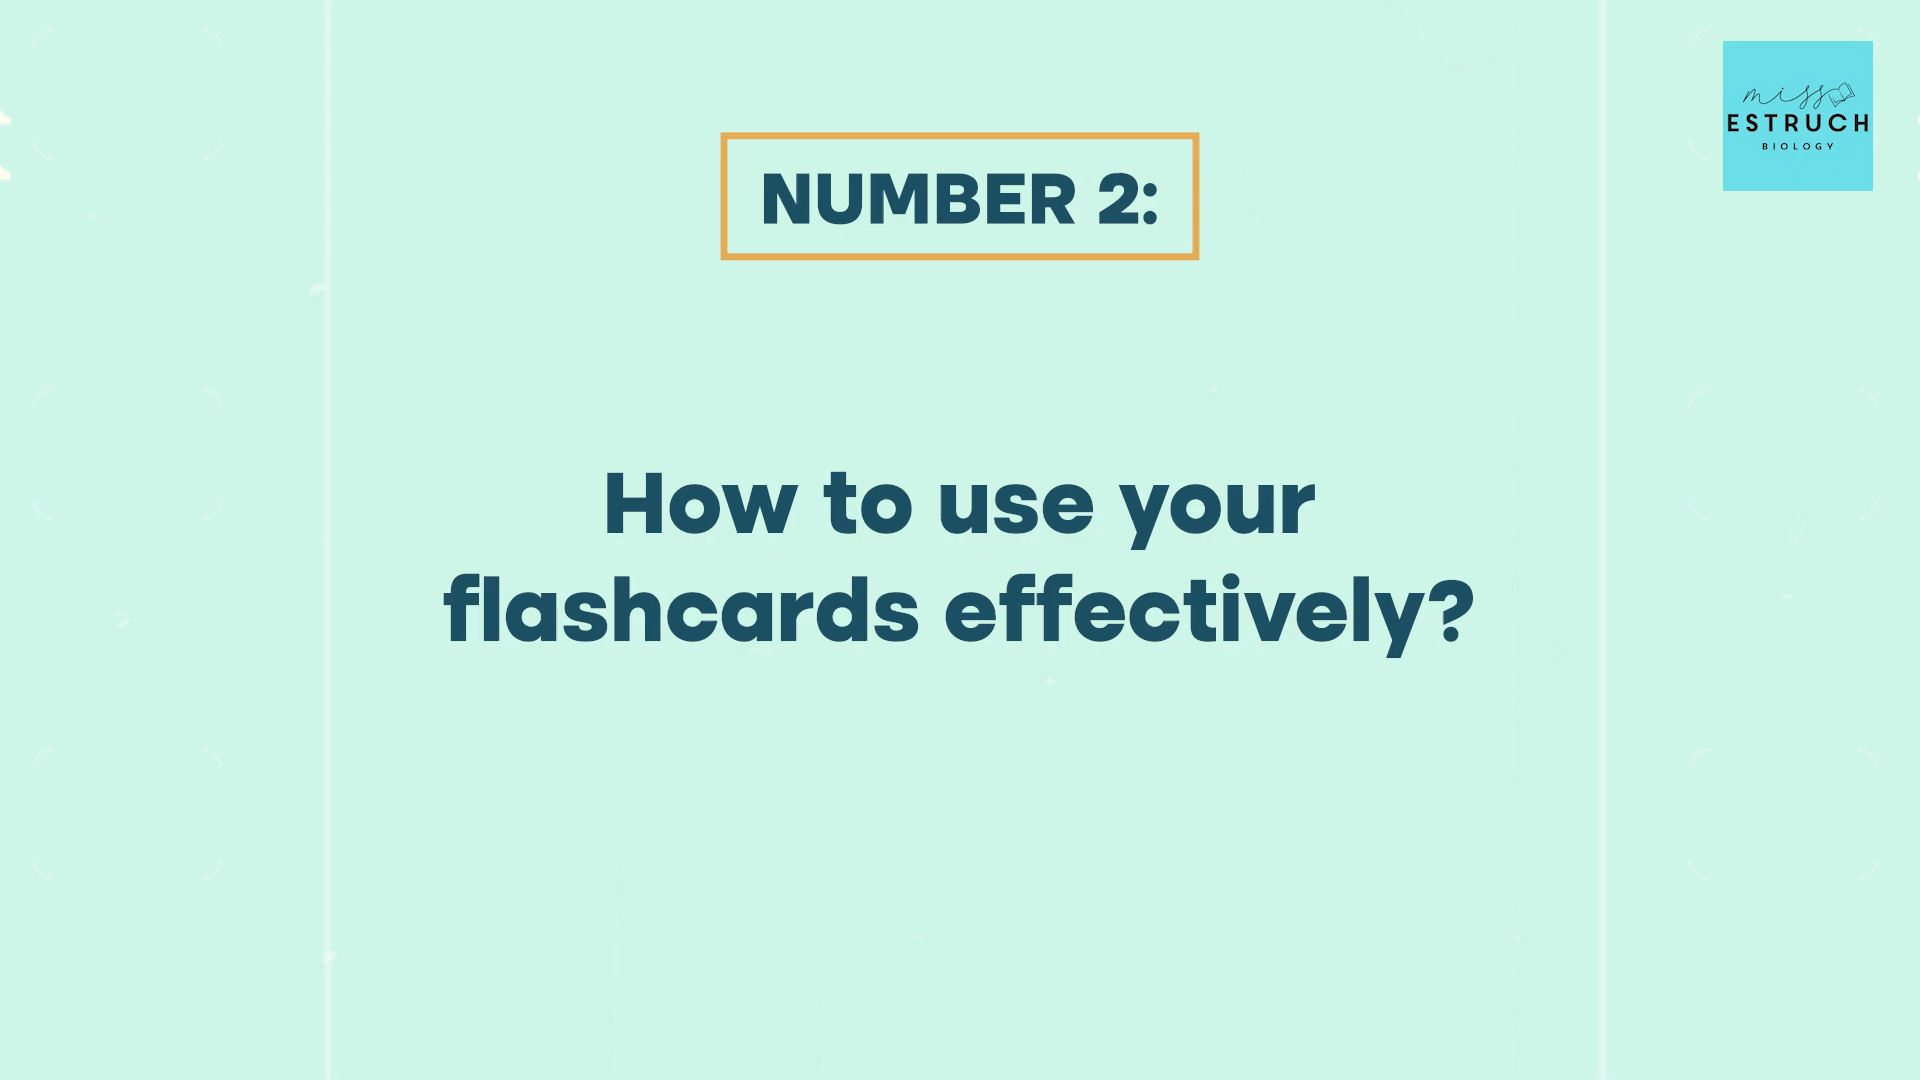 miss
ESTRUCH
BIOLOGY
NUMBER 2:
How to use your
flashcards effectively?